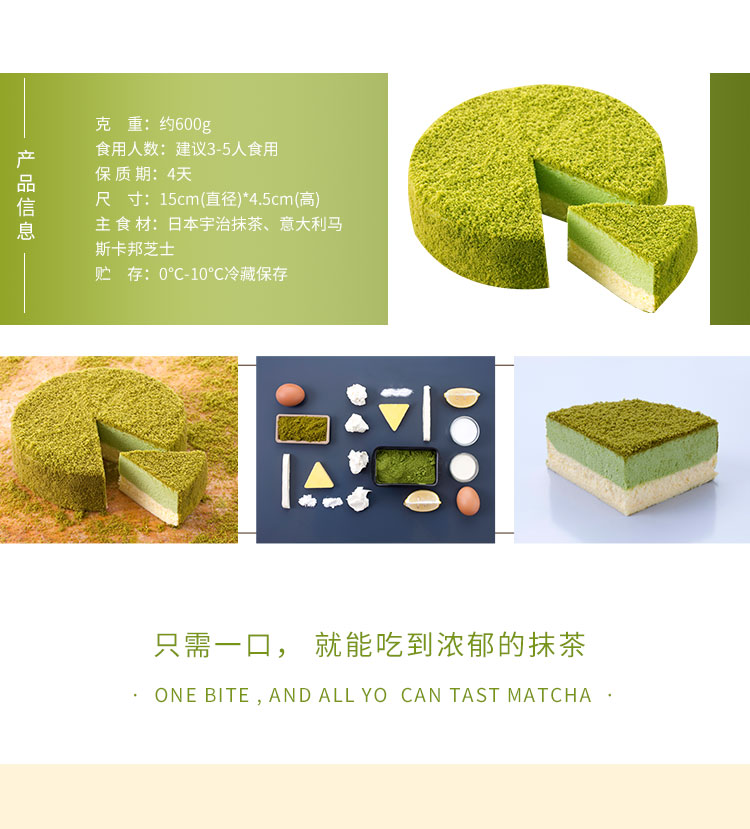 产品信息
克 重：约600g
食用人数：建议3-5人食用
保 质 期：4天
尺 寸：15cm(直径)*4.5cm(高)
主 食 材：日本宇治抹茶、意大利马
斯卡邦芝士
贮 存：0℃-10℃冷藏保存
只需一口， 就能吃到浓郁的抹茶
· ONE BITE , AND ALL YO CAN TAST MATCHA ·